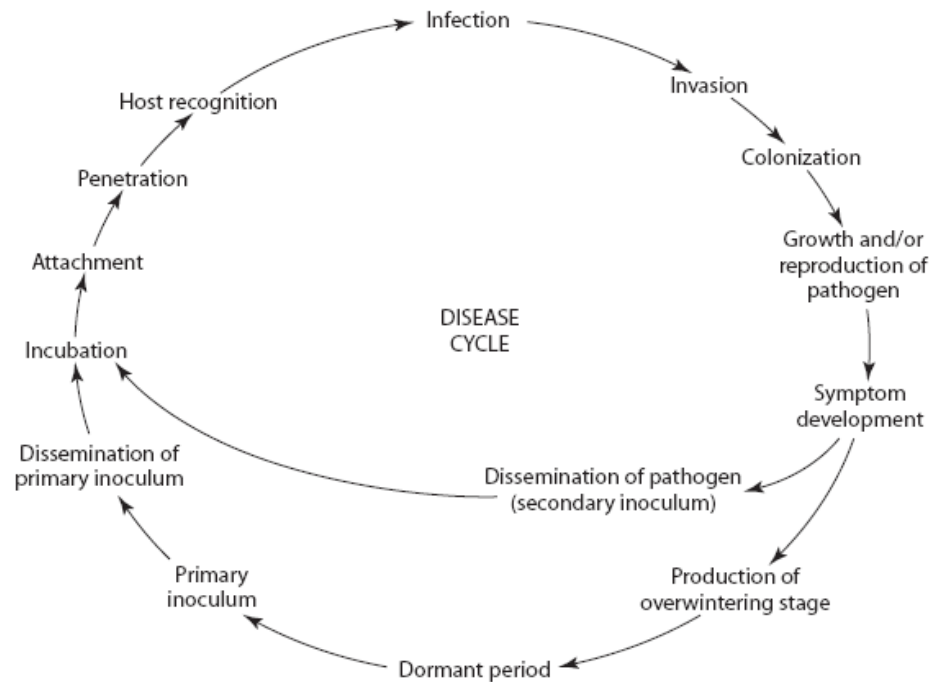 Infection
Invasion
Colonization
Growth and/or
reproduction of
pathogen
Symptom
development
Dissemination of pathogen
(secondary inoculum)
Production of
overwintering stage
Dormant period
Primary
inoculum
Dissemination of
primary inoculum
Incubation
Attachment
Penetration
Host recognition
DISEASE
CYCLE